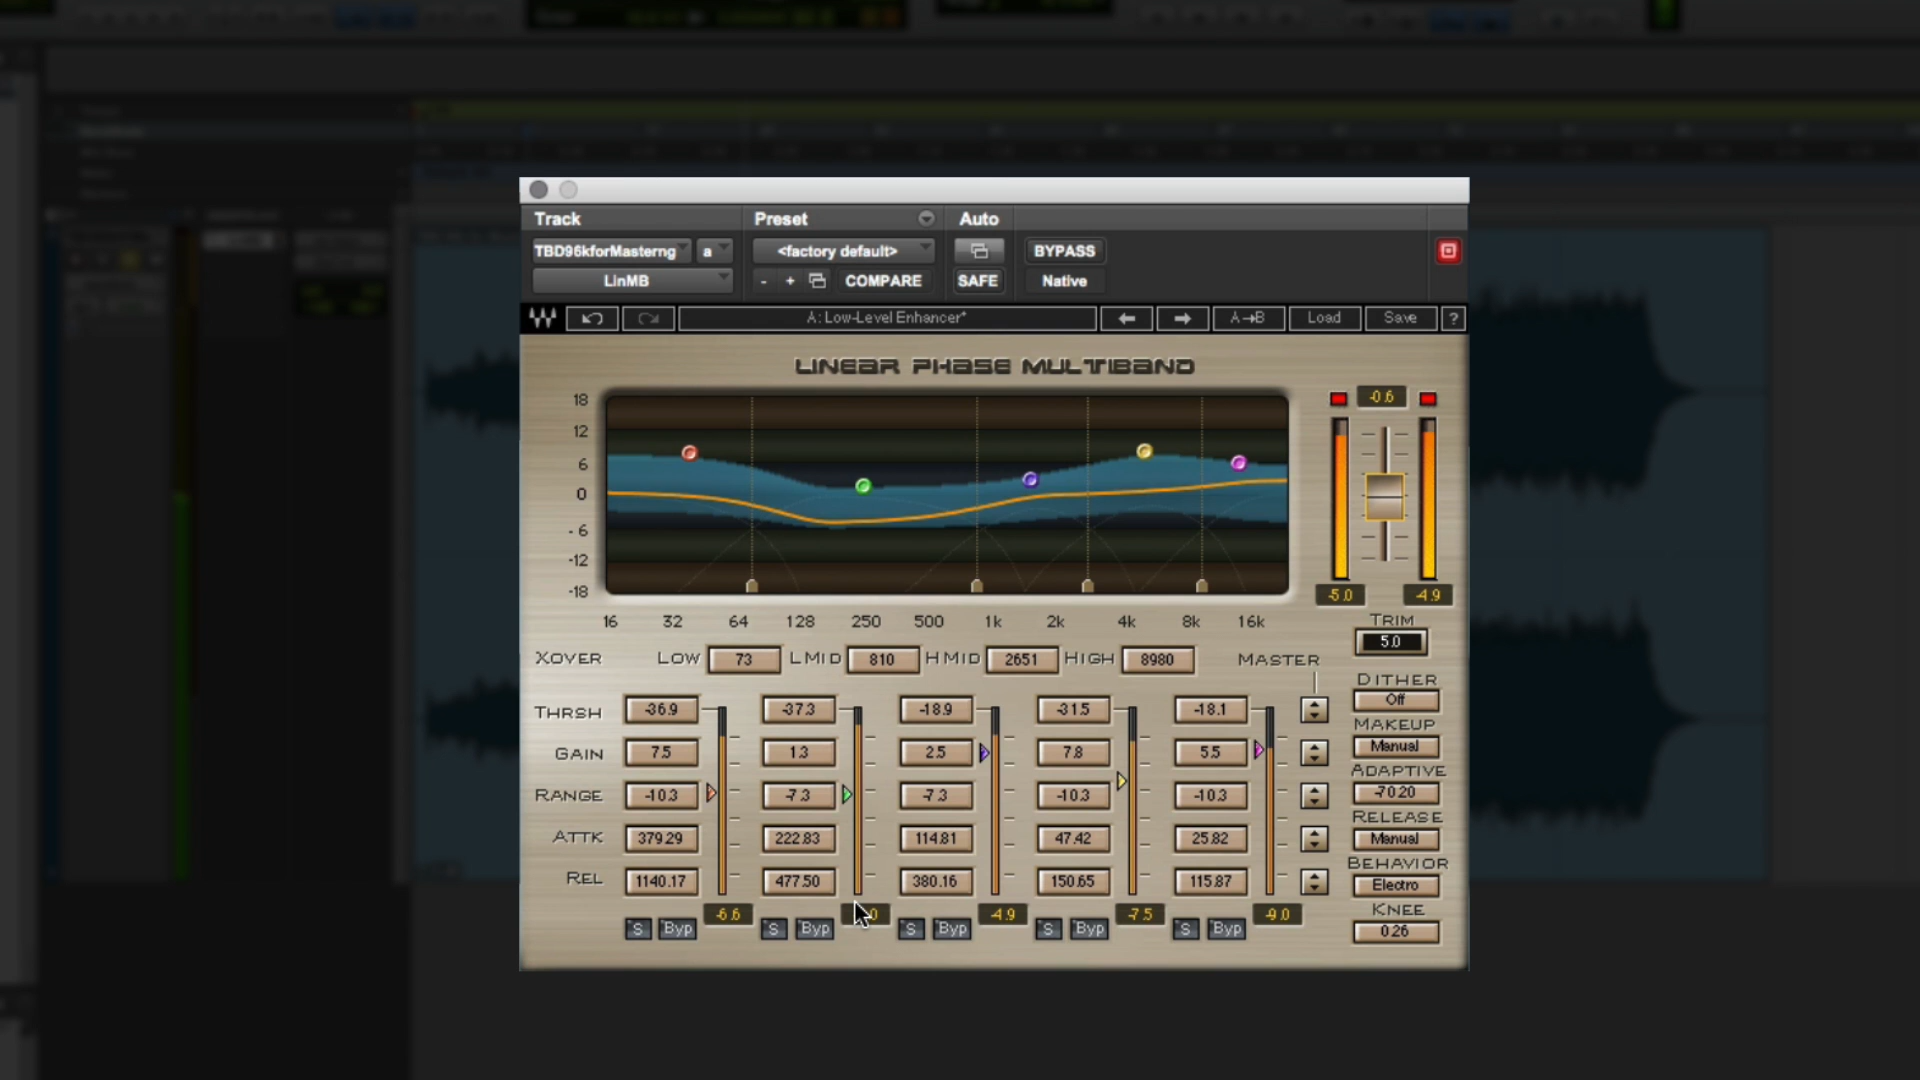 Track Preset Auto
TBD96kforMasterng a <factory default> BYPASS
LinMB - + COMPARE SAFE Native
A: Low-Level Enhancer* A→B Load Save ?
LINEAR PHASE MULTIBAND
18
12
6
0
-6
-12
-18
-0.6
-5.0 -4.9
16 32 64 128 250 500 1k 2k 4k 8k 16k
TRIM
5.0
XOVER LOW 73 LMID 810 HMID 2651 HIGH 8980 MASTER
DITHER
Off
THRSH -36.9 -37.3 -18.9 -31.5 -18.1
MAKEUP
Manual
GAIN 7.5 1.3 2.5 7.8 5.5
ADAPTIVE
-70.20
RANGE -10.3 -7.3 -7.3 -10.3 -10.3
RELEASE
Manual
ATTK 379.29 222.83 114.81 47.42 25.82
BEHAVIOR
Electro
REL 1140.17 477.50 380.16 150.65 115.87
KNEE
0.26
-6.6 -4.9 -7.5 -9.0
S Byp S Byp S Byp S Byp S Byp